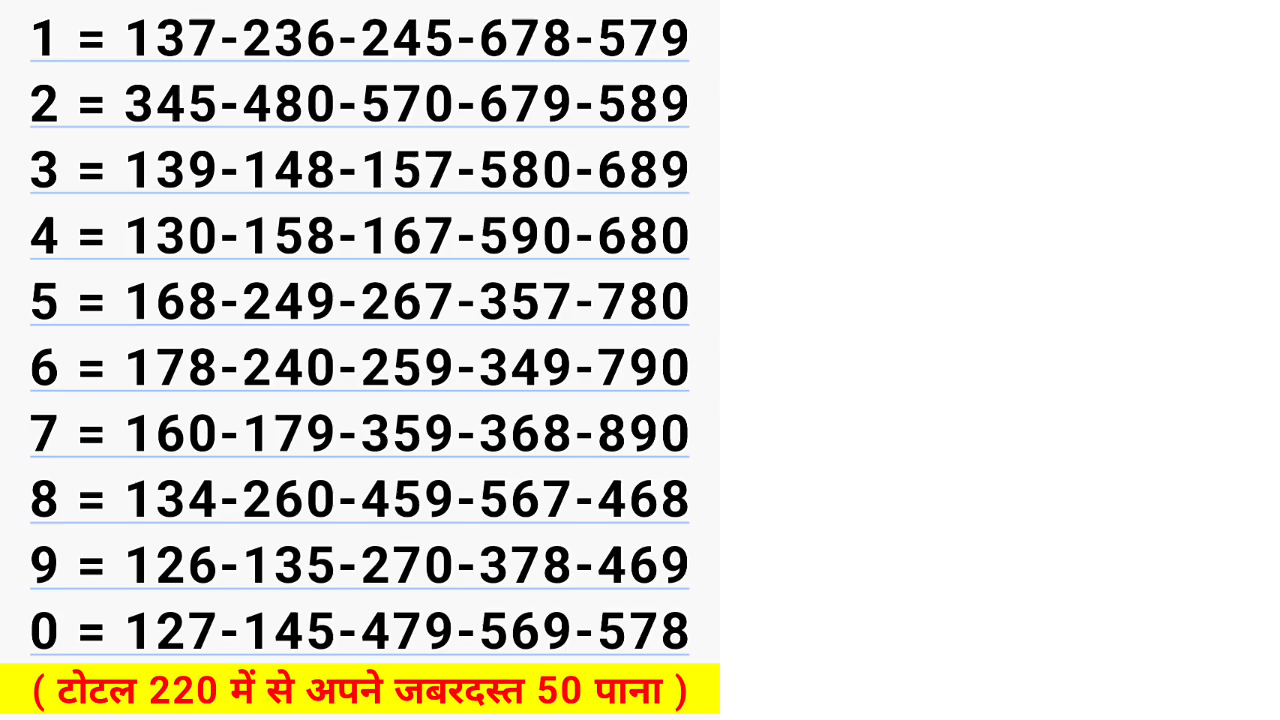 1 = 137-236-245-678-579
2 = 345-480-570-679-589
3 = 139-148-157-580-689
4 = 130-158-167-590-680
5 = 168-249-267-357-780
6 = 178-240-259-349-790
7 = 160-179-359-368-890
8 = 134-260-459-567-468
9 = 126-135-270-378-469
0 = 127-145-479-569-578
( टोटल 220 में से अपने जबरदस्त 50 पाना )